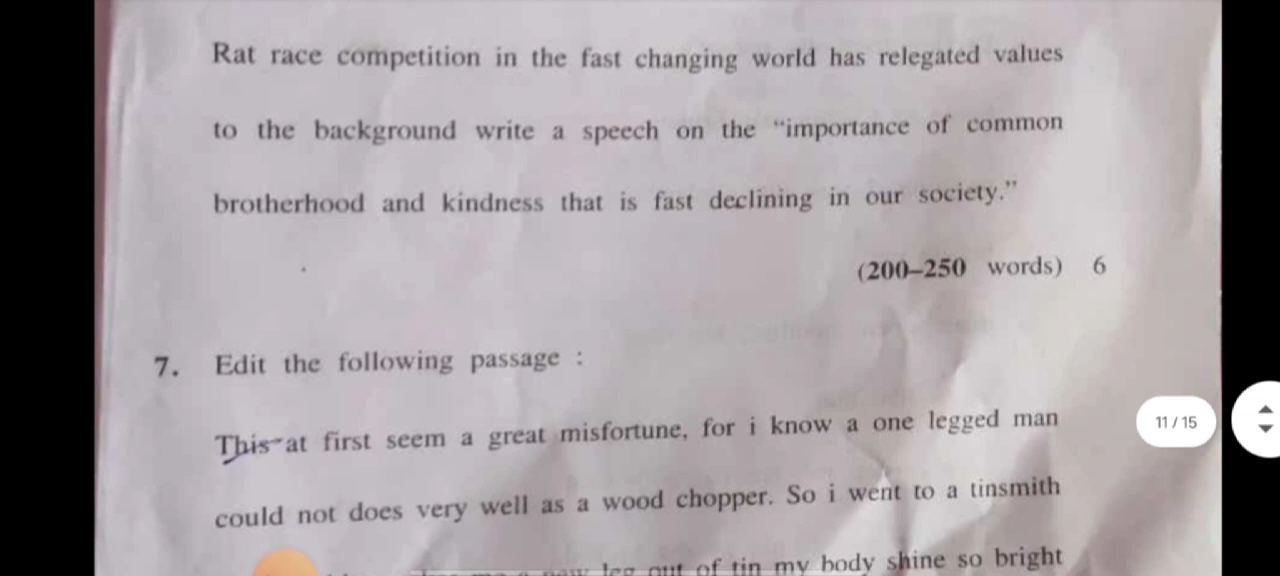 Rat race competition in the fast changing world has relegated values
to the background write a speech on the “importance of common
brotherhood and kindness that is fast declining in our society.”
(200–250 words) 6
7. Edit the following passage :
This at first seem a great misfortune, for i know a one legged man
could not does very well as a wood chopper. So i went to a tinsmith
11 / 15
new leg out of tin my body shine so bright